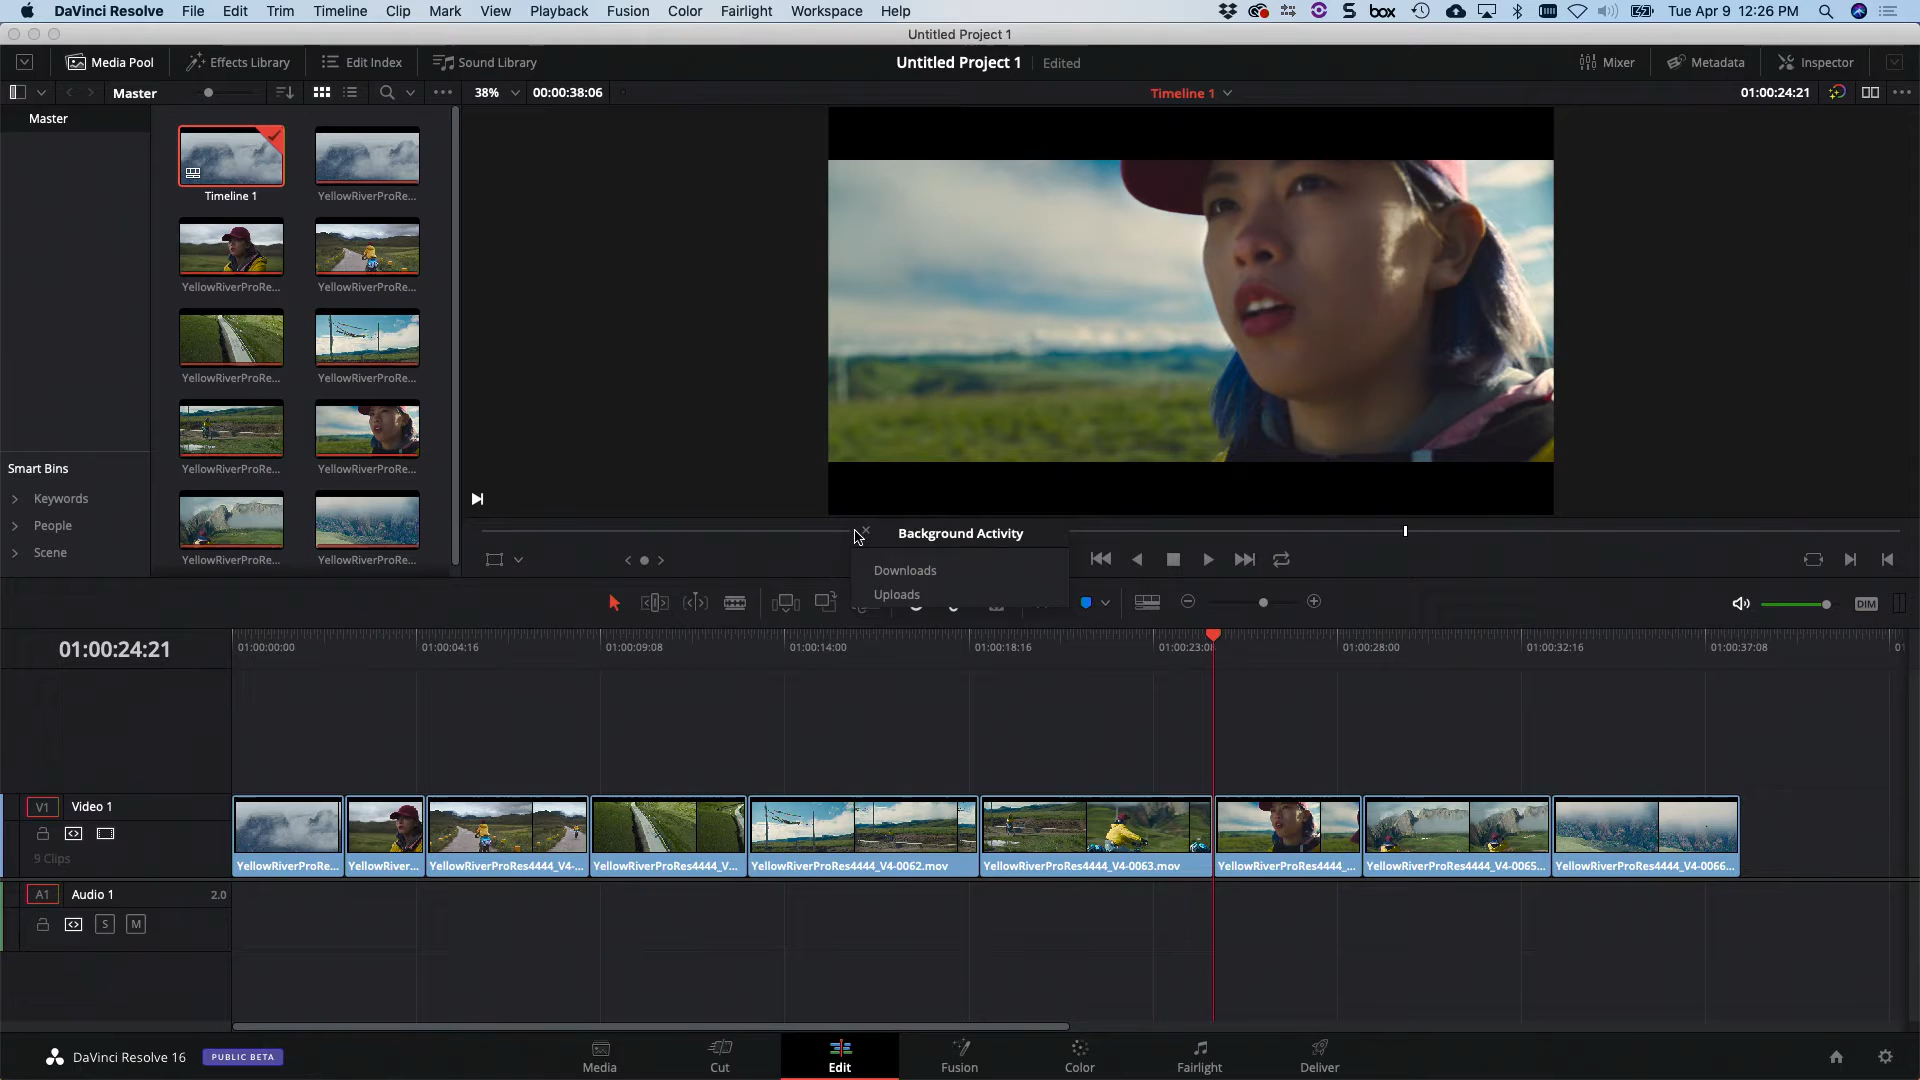 DaVinci Resolve File Edit Trim Timeline Clip Mark View Playback Fusion Color Fairlight Workspace Help box Tue Apr 9 12:26 PM
Untitled Project 1
Media Pool Effects Library Edit Index Sound Library Untitled Project 1 Edited Mixer Metadata Inspector
Master 38% 00:00:38:06 Timeline 1 01:00:24:21
Master
Timeline 1 YellowRiverProRe...
YellowRiverProRe... YellowRiverProRe...
YellowRiverProRe... YellowRiverProRe...
YellowRiverProRe... YellowRiverProRe...
YellowRiverProRe... YellowRiverProRe...
Smart Bins
Keywords
People
Scene
Background Activity
Downloads
Uploads
DIM
01:00:24:21 01:00:00:00 01:00:04:16 01:00:09:08 01:00:14:00 01:00:18:16 01:00:28:00 01:00:32:16 01:00:37:08
V1 Video 1
9 Clips
YellowRiverProRe... YellowRiver... YellowRiverProRes4444_V4-... YellowRiverProRes4444_V... YellowRiverProRes4444_V4-0062.mov YellowRiverProRes4444_V4-0063.mov YellowRiverProRes4444_... YellowRiverProRes4444_V4-0065... YellowRiverProRes4444_V4-0066...
A1 Audio 1 2.0
S M
DaVinci Resolve 16 PUBLIC BETA Media Cut Edit Fusion Color Fairlight Deliver